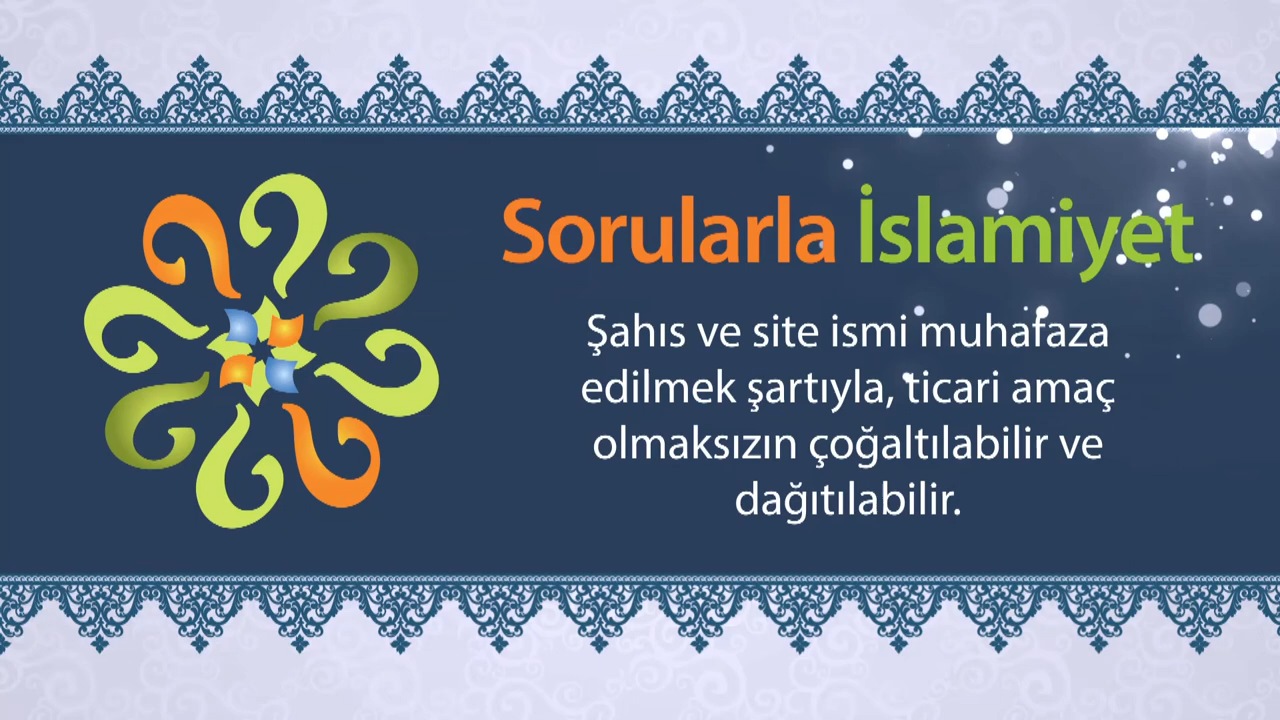 Sorularla İslamiyet
Şahıs ve site ismi muhafaza
edilmek şartıyla, ticari amaç
olmaksızın çoğaltılabilir ve
dağıtılabilir.